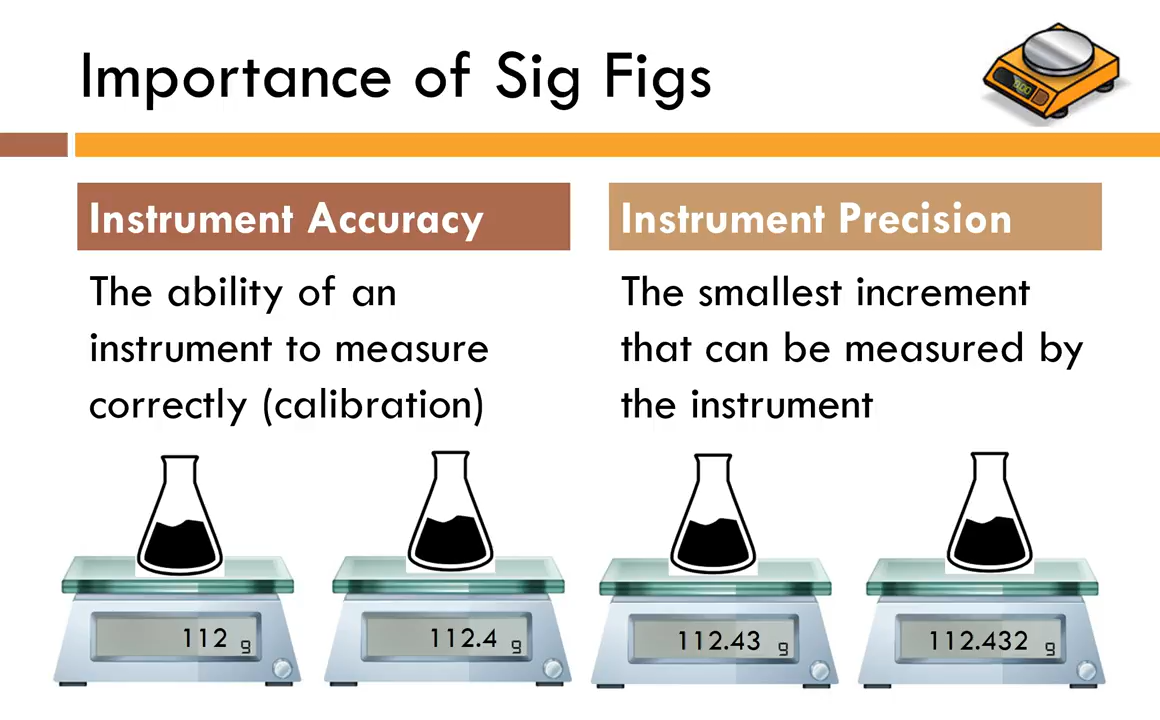 Importance of Sig Figs
Instrument Accuracy
The ability of an
instrument to measure
correctly (calibration)
Instrument Precision
The smallest increment
that can be measured by
the instrument
112 g
112.4 g
112.43 g
112.432 g